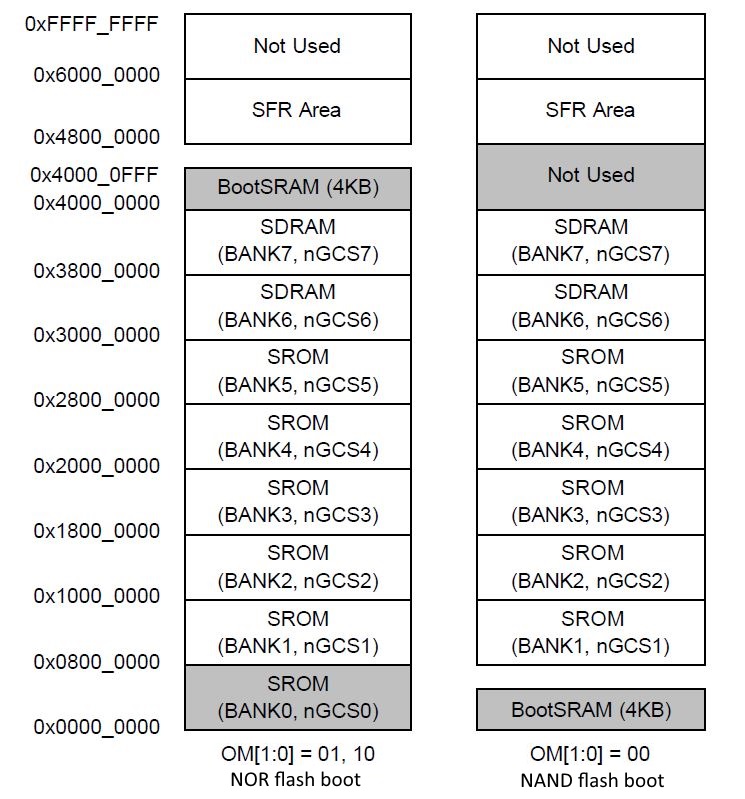 0xFFFF_FFFF
Not Used
Not Used
0x6000_0000
SFR Area
SFR Area
0x4800_0000
0x4000_0FFF
BootSRAM (4KB)
Not Used
0x4000_0000
SDRAM
(BANK7, nGCS7)
SDRAM
(BANK7, nGCS7)
0x3800_0000
SDRAM
(BANK6, nGCS6)
SDRAM
(BANK6, nGCS6)
0x3000_0000
SROM
(BANK5, nGCS5)
SROM
(BANK5, nGCS5)
0x2800_0000
SROM
(BANK4, nGCS4)
SROM
(BANK4, nGCS4)
0x2000_0000
SROM
(BANK3, nGCS3)
SROM
(BANK3, nGCS3)
0x1800_0000
SROM
(BANK2, nGCS2)
SROM
(BANK2, nGCS2)
0x1000_0000
SROM
(BANK1, nGCS1)
SROM
(BANK1, nGCS1)
0x0800_0000
SROM
(BANK0, nGCS0)
BootSRAM (4KB)
0x0000_0000
OM[1:0] = 01, 10
NOR flash boot
OM[1:0] = 00
NAND flash boot